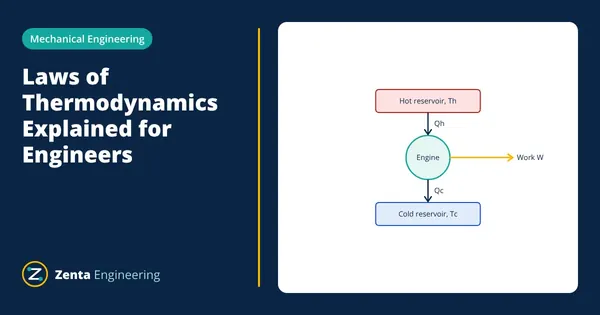 Mechanical Engineering
Laws of
Thermodynamics
Explained for
Engineers
Zenta Engineering
Hot reservoir, Th
Qh
Engine
Work W
Qc
Cold reservoir, Tc